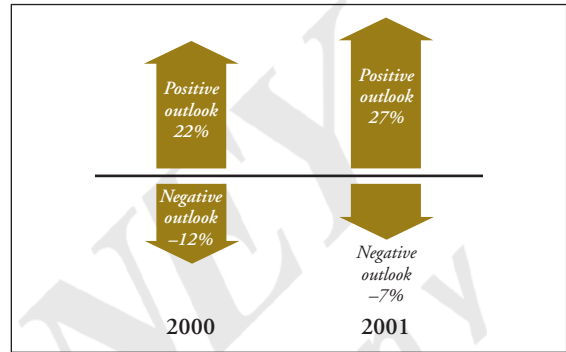 Positive
outlook
22%
Negative
outlook
–12%
2000
Positive
outlook
27%
Negative
outlook
–7%
2001